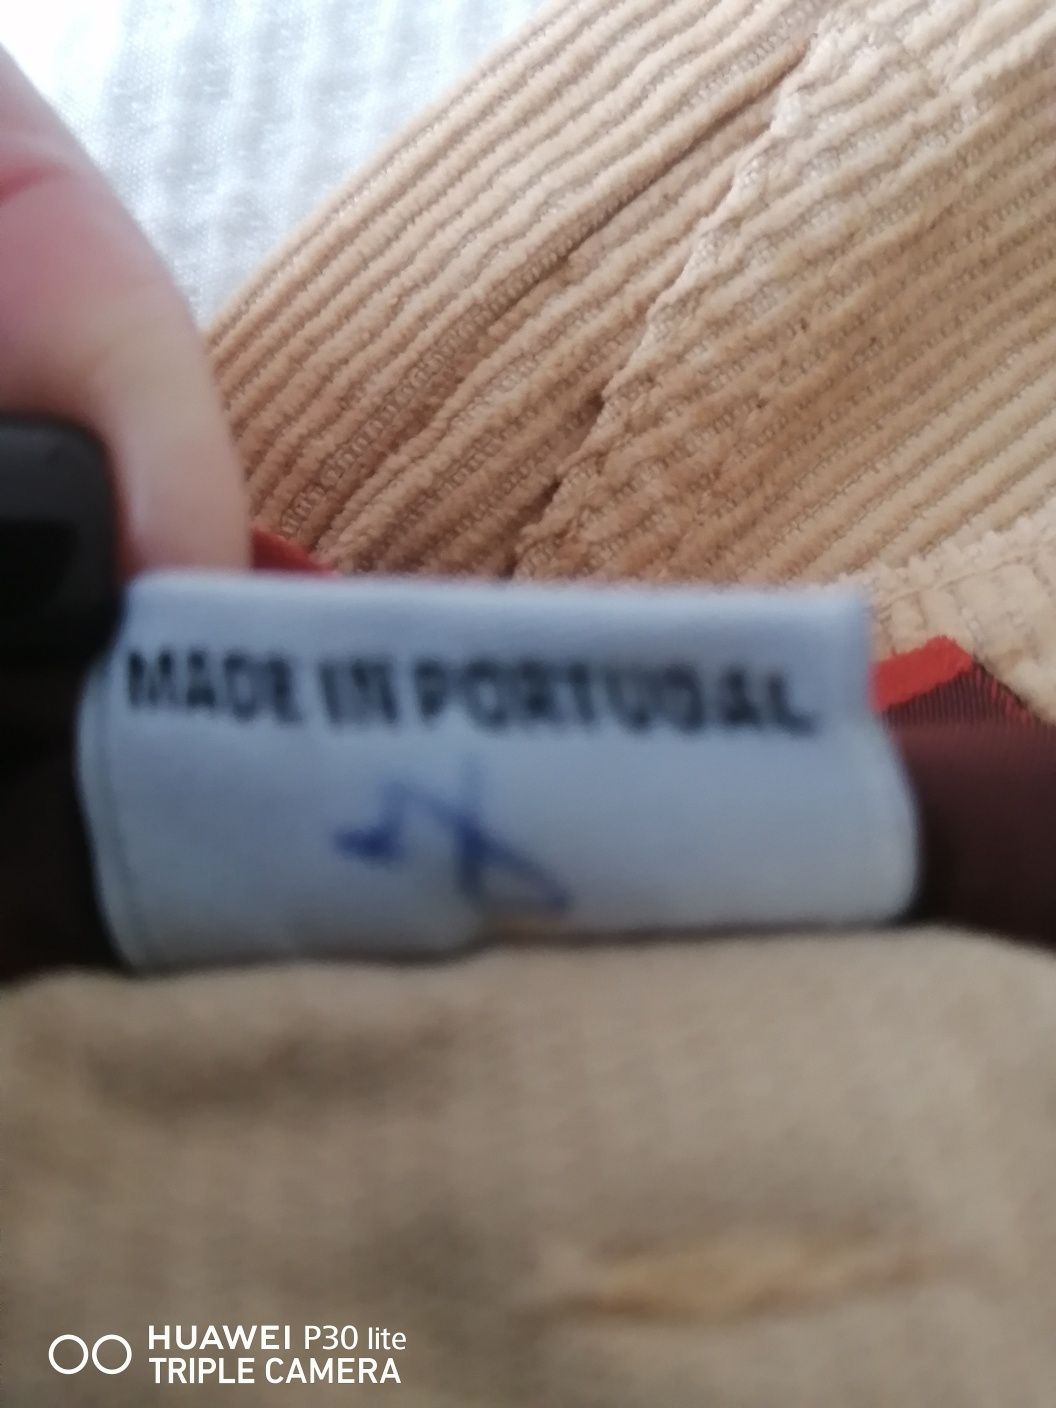 MADE IN PORTUGAL
HUAWEI P30 lite
TRIPLE CAMERA